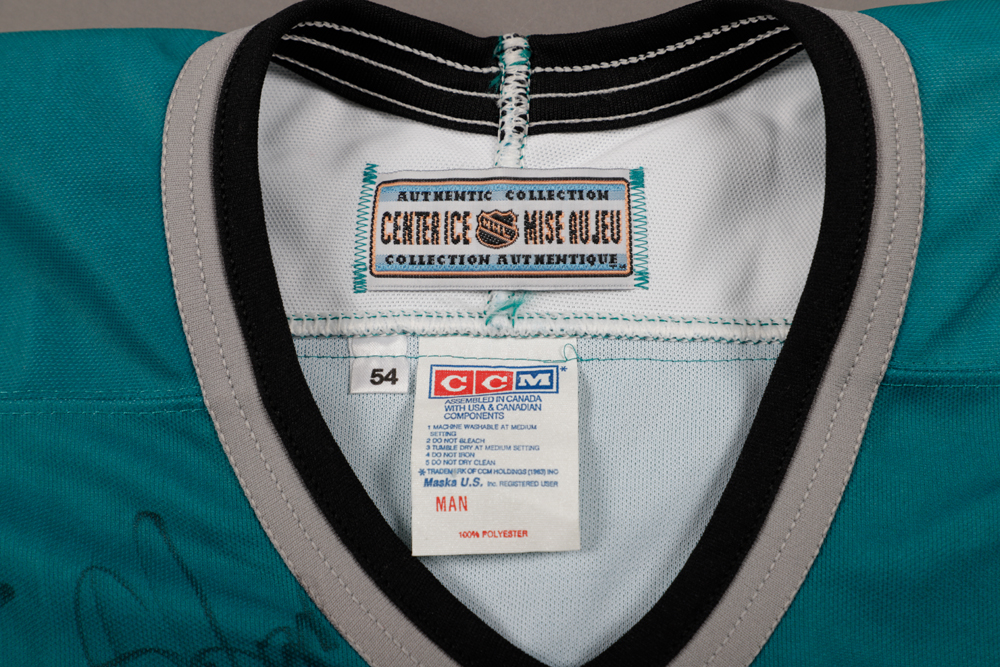 AUTHENTIC COLLECTION
CENTER ICE NHL MISE AU JEU
COLLECTION AUTHENTIQUE ™
54
CCM*
ASSEMBLED IN CANADA
WITH USA & CANADIAN
COMPONENTS
1 MACHINE WASHABLE AT MEDIUM
SETTING
2 DO NOT BLEACH
3 TUMBLE DRY AT MEDIUM SETTING
4 DO NOT IRON
5 DO NOT DRY CLEAN
* TRADEMARK OF CCM HOLDINGS (1983) INC
Maska U.S. Inc. REGISTERED USER
MAN
100% POLYESTER